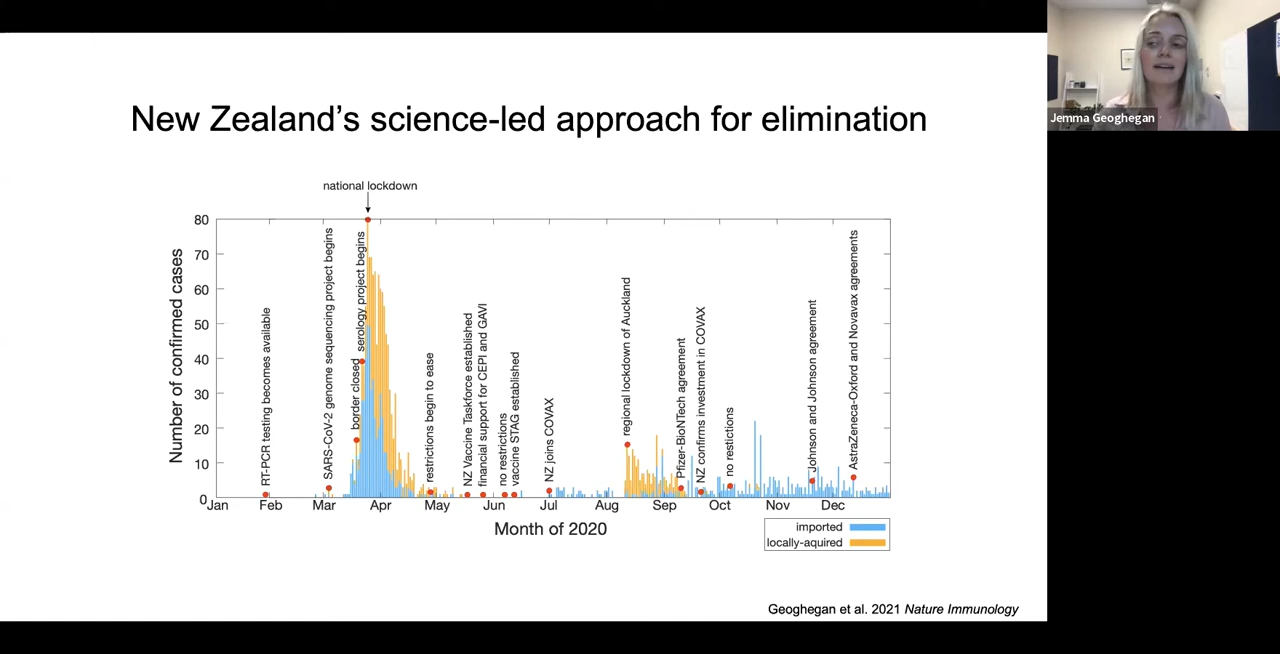 New Zealand's science-led approach for elimination
Jemma Geoghegan
national lockdown
Number of confirmed cases
80
70
60
50
40
30
20
10
0
RT-PCR testing becomes available
SARS-CoV-2 genome sequencing project begins
border closed
serology project begins
restrictions begin to ease
NZ Vaccine Taskforce established
financial support for CEPI and GAVI
no restrictions
vaccine STAG established
NZ joins COVAX
regional lockdown of Auckland
Pfizer-BioNTech agreement
NZ confirms investment in COVAX
no restictions
Johnson and Johnson agreement
AstraZeneca-Oxford and Novavax agreements
Jan Feb Mar Apr May Jun Jul Aug Sep Oct Nov Dec
Month of 2020
imported
locally-aquired
Geoghegan et al. 2021 Nature Immunology